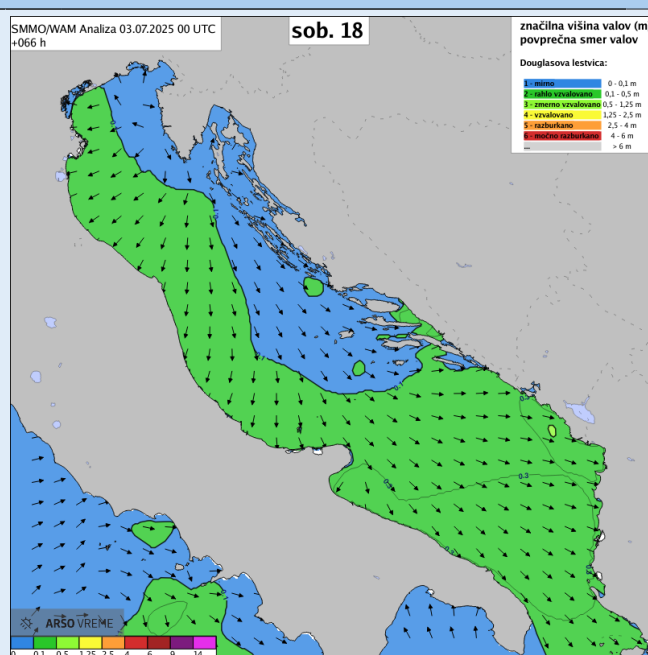 SMMO/WAM Analiza 03.07.2025 00 UTC
+066 h
sob. 18
značilna višina valov (m
povprečna smer valov
Douglasova lestvica:
1 - mirno 0 - 0,1 m
2 - rahlo vzvalovano 0,1 - 0,5 m
3 - zmerno vzvalovano 0,5 - 1,25 m
4 - vzvalovano 1,25 - 2,5 m
5 - razburkano 2,5 - 4 m
6 - močno razburkano 4 - 6 m
... > 6 m
0.1
0.3
ARSO VREME
0 0.1 0.5 1.25 2.5 4 6 9 14